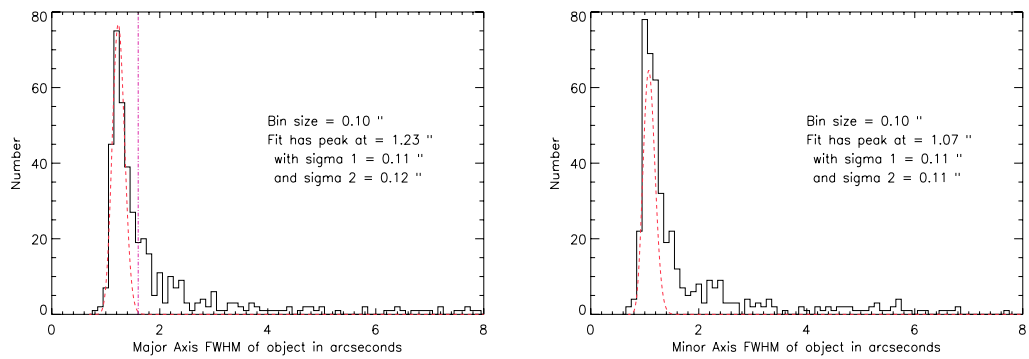 80
60
40
20
0
Number
Bin size = 0.10 "
Fit has peak at = 1.23 "
with sigma 1 = 0.11 "
and sigma 2 = 0.12 "
0 2 4 6 8
Major Axis FWHM of object in arcseconds
80
60
40
20
0
Number
Bin size = 0.10 "
Fit has peak at = 1.07 "
with sigma 1 = 0.11 "
and sigma 2 = 0.11 "
0 2 4 6 8
Minor Axis FWHM of object in arcseconds